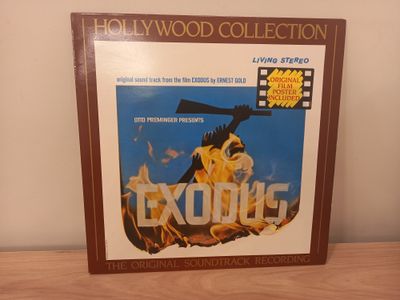 HOLLYWOOD COLLECTION
LIVING STEREO
original sound track from the film EXODUS by ERNEST GOLD
ORIGINAL
FILM
POSTER
INCLUDED
OTTO PREMINGER PRESENTS
EXODUS
THE ORIGINAL SOUNDTRACK RECORDING